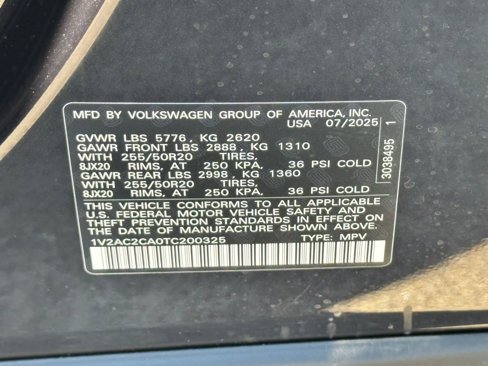 MFD BY VOLKSWAGEN GROUP OF AMERICA, INC.
USA 07/2025
GVWR LBS 5776, KG 2620
GAWR FRONT LBS 2888, KG 1310
WITH 255/50R20 TIRES,
8JX20 RIMS, AT 250 KPA, 36 PSI COLD
GAWR REAR LBS 2998, KG 1360
WITH 255/50R20 TIRES,
8JX20 RIMS, AT 250 KPA, 36 PSI COLD
THIS VEHICLE CONFORMS TO ALL APPLICABLE
U.S. FEDERAL MOTOR VEHICLE SAFETY AND
THEFT PREVENTION STANDARDS IN EFFECT ON
THE DATE OF MANUFACTURE SHOWN ABOVE.
1V2AC2CA0TC200325 TYPE: MPV
3038495 1